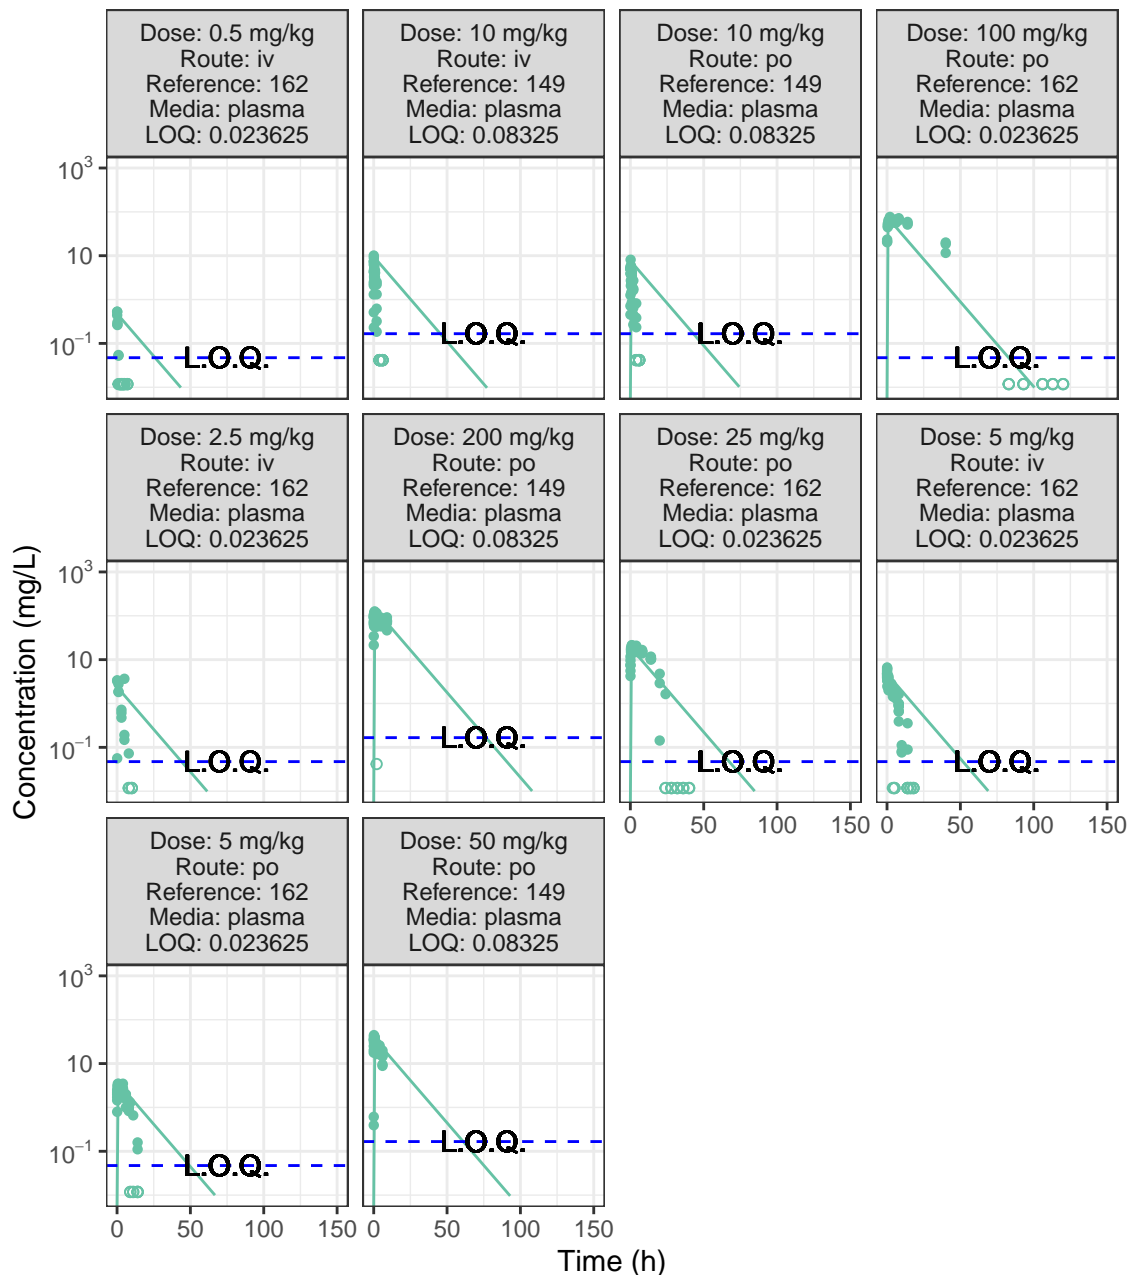 Dose: 0.5 mg/kg
Route: iv
Reference: 162
Media: plasma
LOQ: 0.023625
Dose: 10 mg/kg
Route: iv
Reference: 149
Media: plasma
LOQ: 0.08325
Dose: 10 mg/kg
Route: po
Reference: 149
Media: plasma
LOQ: 0.08325
Dose: 100 mg/kg
Route: po
Reference: 162
Media: plasma
LOQ: 0.023625
10³
10
10⁻¹
L.O.Q.
L.O.Q.
L.O.Q.
L.O.Q.
0 50 100 150
Dose: 2.5 mg/kg
Route: iv
Reference: 162
Media: plasma
LOQ: 0.023625
Dose: 200 mg/kg
Route: po
Reference: 149
Media: plasma
LOQ: 0.08325
Dose: 25 mg/kg
Route: po
Reference: 162
Media: plasma
LOQ: 0.023625
Dose: 5 mg/kg
Route: iv
Reference: 162
Media: plasma
LOQ: 0.023625
10³
10
10⁻¹
L.O.Q.
L.O.Q.
L.O.Q.
L.O.Q.
0 50 100 150
Dose: 5 mg/kg
Route: po
Reference: 162
Media: plasma
LOQ: 0.023625
Dose: 50 mg/kg
Route: po
Reference: 149
Media: plasma
LOQ: 0.08325
10³
10
10⁻¹
L.O.Q.
L.O.Q.
0 50 100 150
0 50 100 150
Time (h)
Concentration (mg/L)